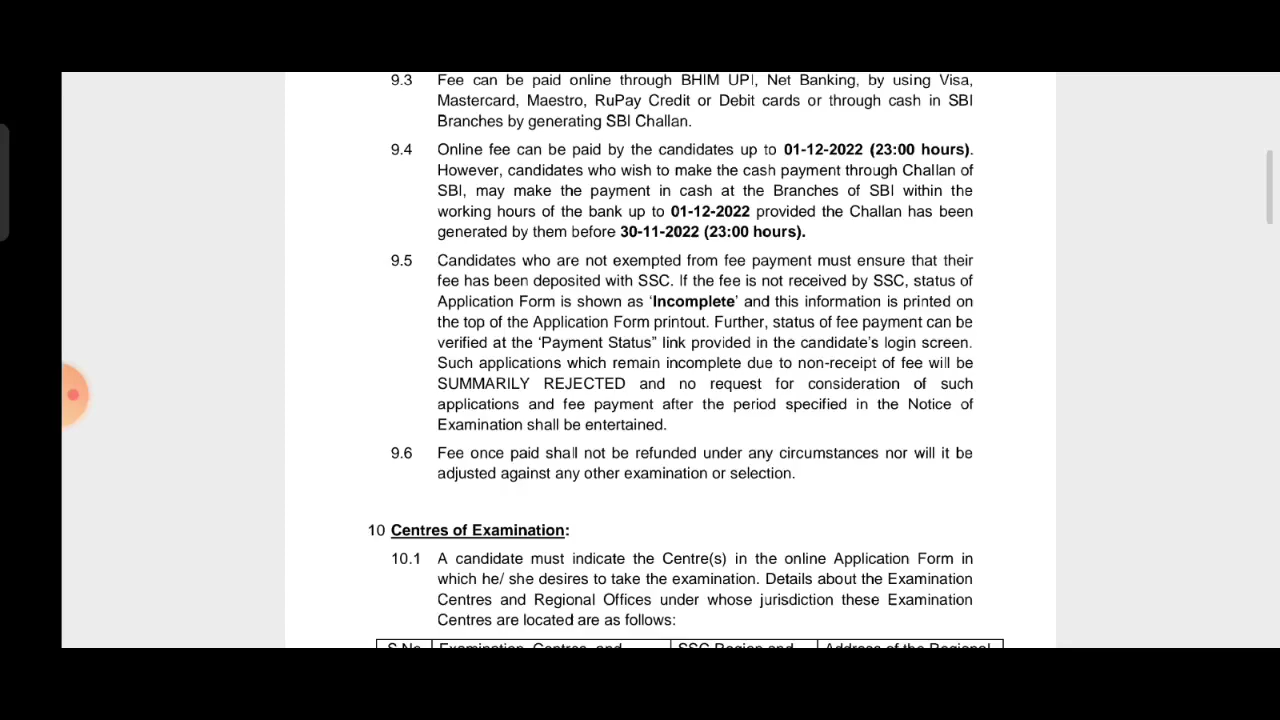 9.3 Fee can be paid online through BHIM UPI, Net Banking, by using Visa,
Mastercard, Maestro, RuPay Credit or Debit cards or through cash in SBI
Branches by generating SBI Challan.
9.4 Online fee can be paid by the candidates up to 01-12-2022 (23:00 hours).
However, candidates who wish to make the cash payment through Challan of
SBI, may make the payment in cash at the Branches of SBI within the
working hours of the bank up to 01-12-2022 provided the Challan has been
generated by them before 30-11-2022 (23:00 hours).
9.5 Candidates who are not exempted from fee payment must ensure that their
fee has been deposited with SSC. If the fee is not received by SSC, status of
Application Form is shown as ‘Incomplete’ and this information is printed on
the top of the Application Form printout. Further, status of fee payment can be
verified at the ‘Payment Status” link provided in the candidate’s login screen.
Such applications which remain incomplete due to non-receipt of fee will be
SUMMARILY REJECTED and no request for consideration of such
applications and fee payment after the period specified in the Notice of
Examination shall be entertained.
9.6 Fee once paid shall not be refunded under any circumstances nor will it be
adjusted against any other examination or selection.
10 Centres of Examination:
10.1 A candidate must indicate the Centre(s) in the online Application Form in
which he/ she desires to take the examination. Details about the Examination
Centres and Regional Offices under whose jurisdiction these Examination
Centres are located are as follows:
S.No Examination Centres and SSC Region and Address of the Regional